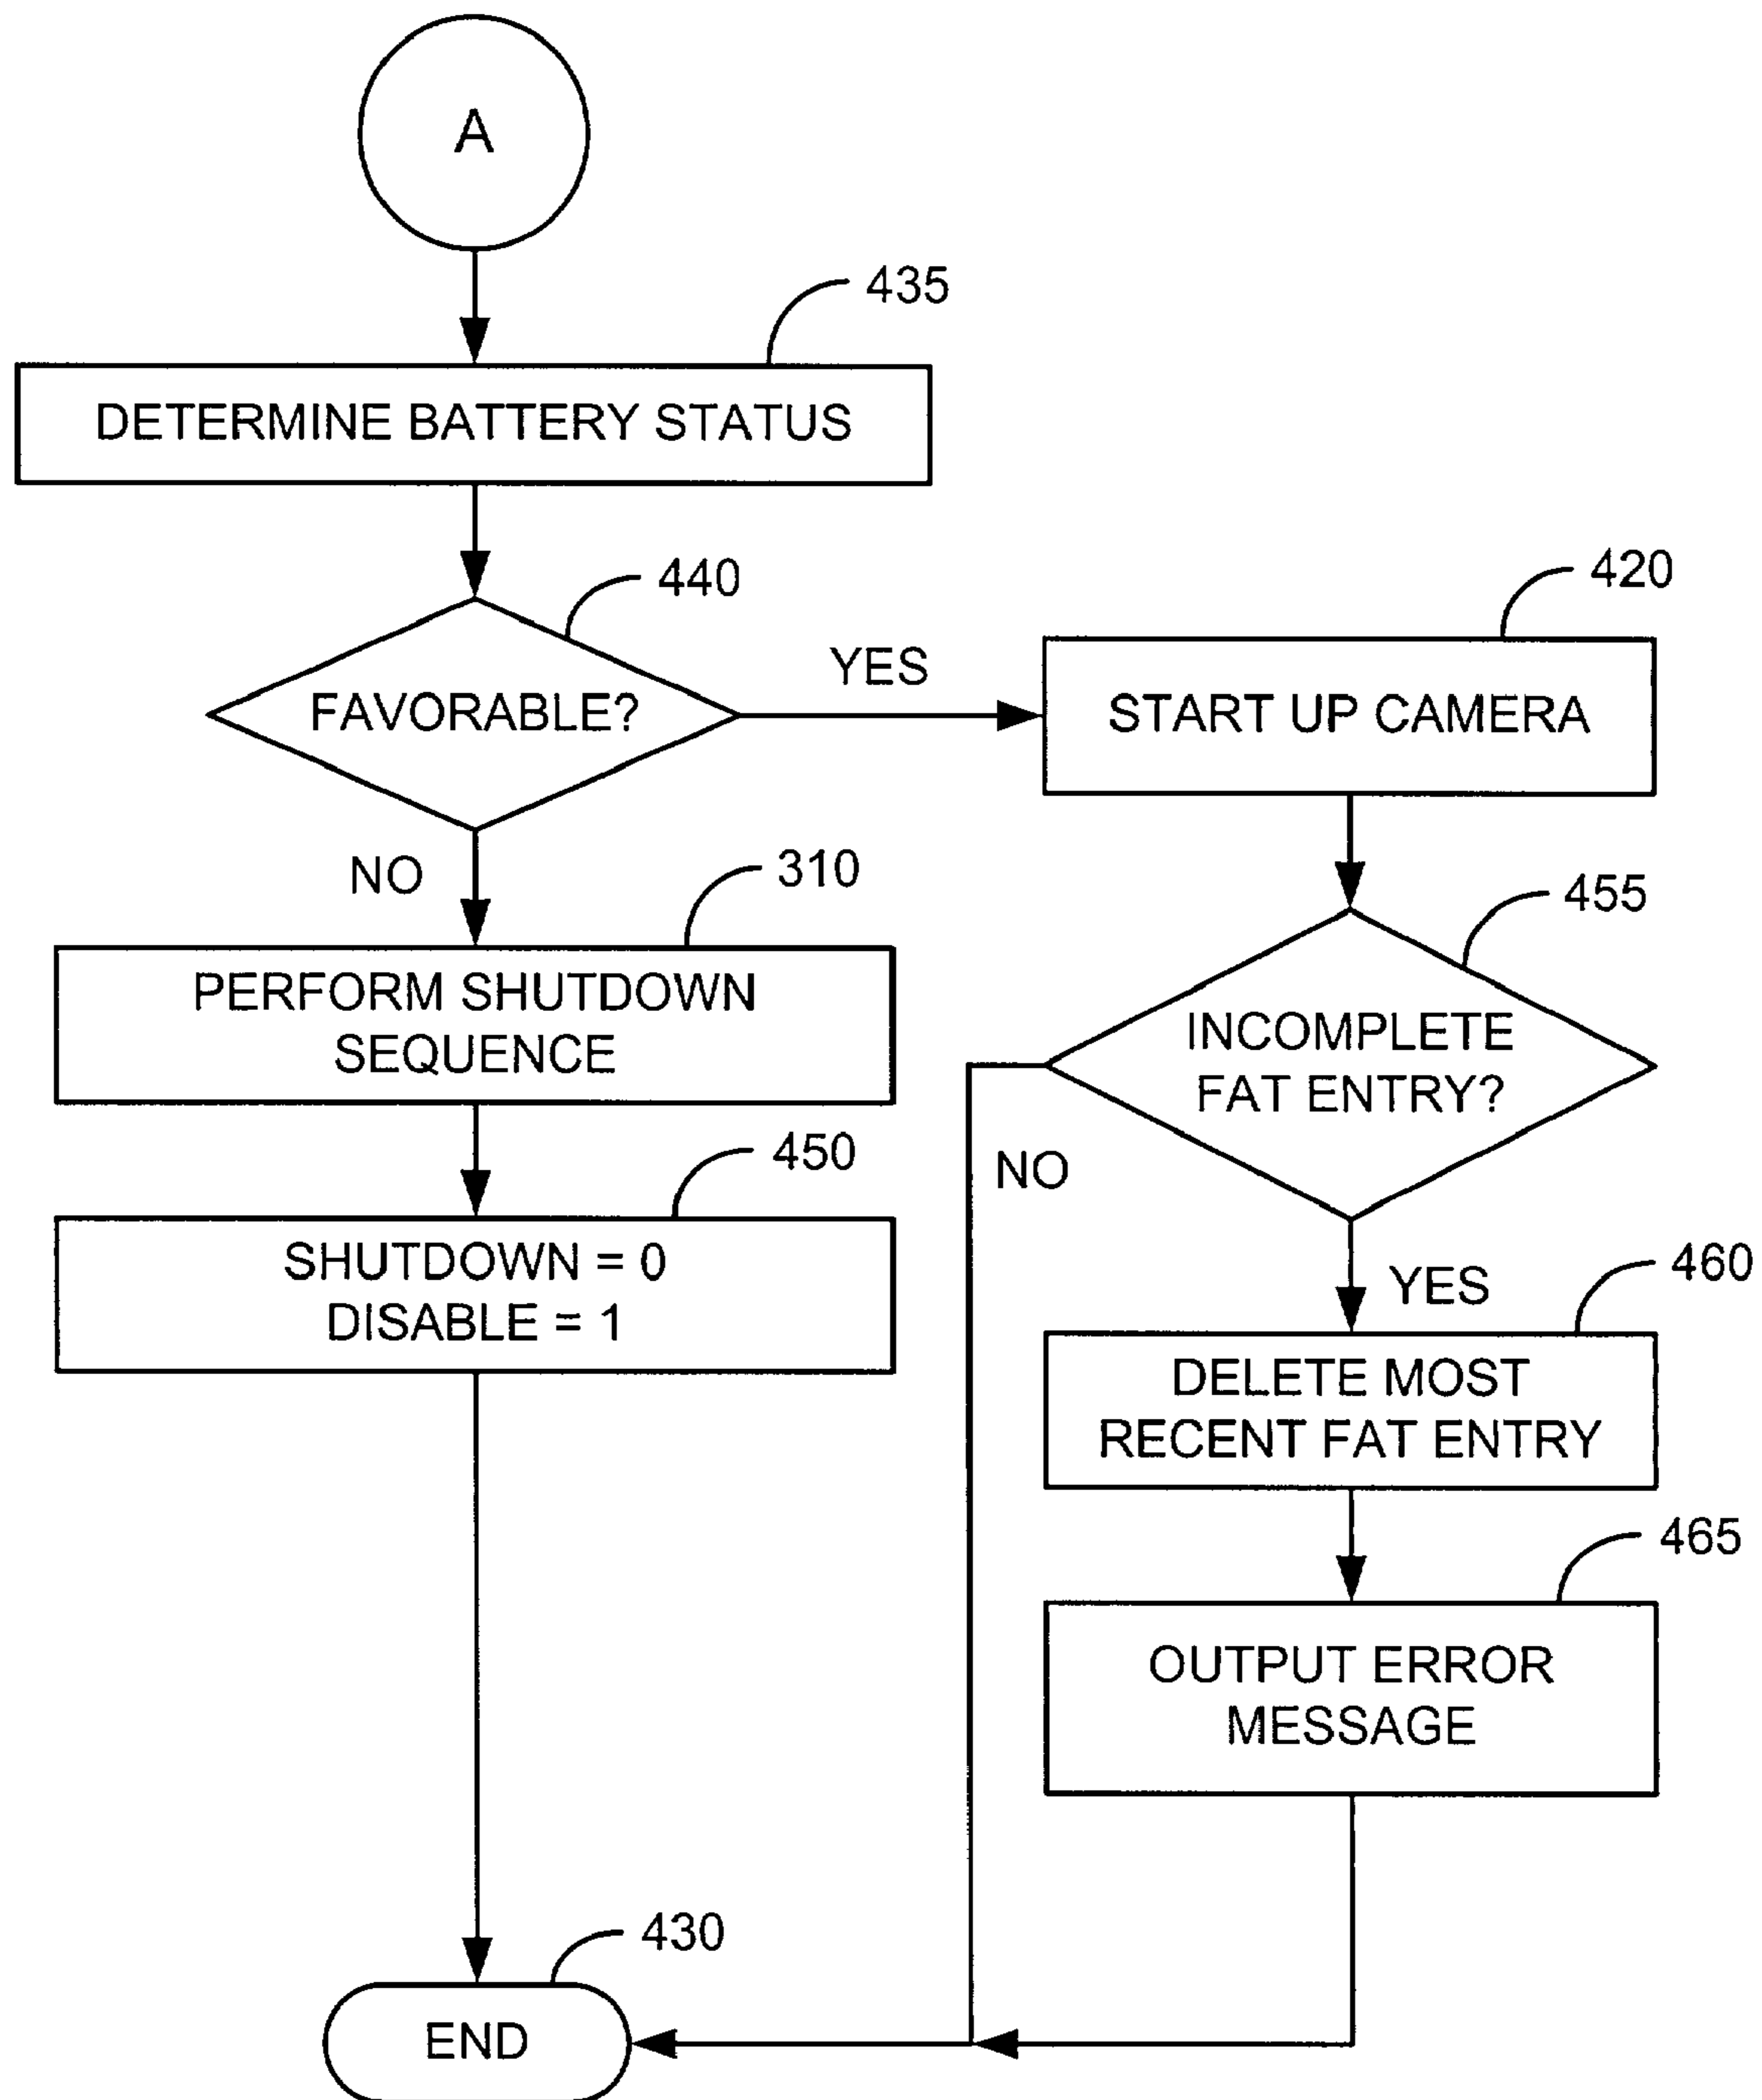 A
435
DETERMINE BATTERY STATUS
440
FAVORABLE?
YES
420
START UP CAMERA
NO
310
PERFORM SHUTDOWN
SEQUENCE
450
SHUTDOWN = 0
DISABLE = 1
455
INCOMPLETE
FAT ENTRY?
NO
YES
460
DELETE MOST
RECENT FAT ENTRY
465
OUTPUT ERROR
MESSAGE
430
END